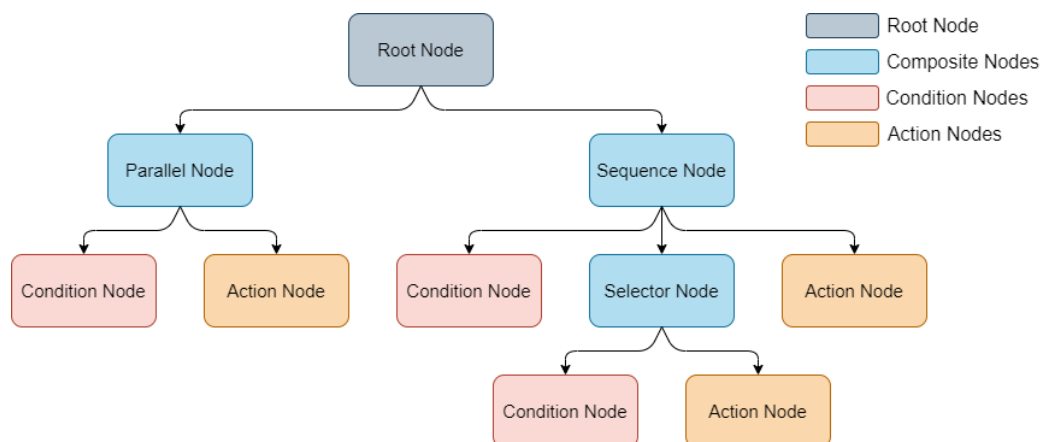 Root Node
Root Node
Composite Nodes
Condition Nodes
Action Nodes
Parallel Node
Sequence Node
Condition Node
Action Node
Condition Node
Selector Node
Action Node
Condition Node
Action Node